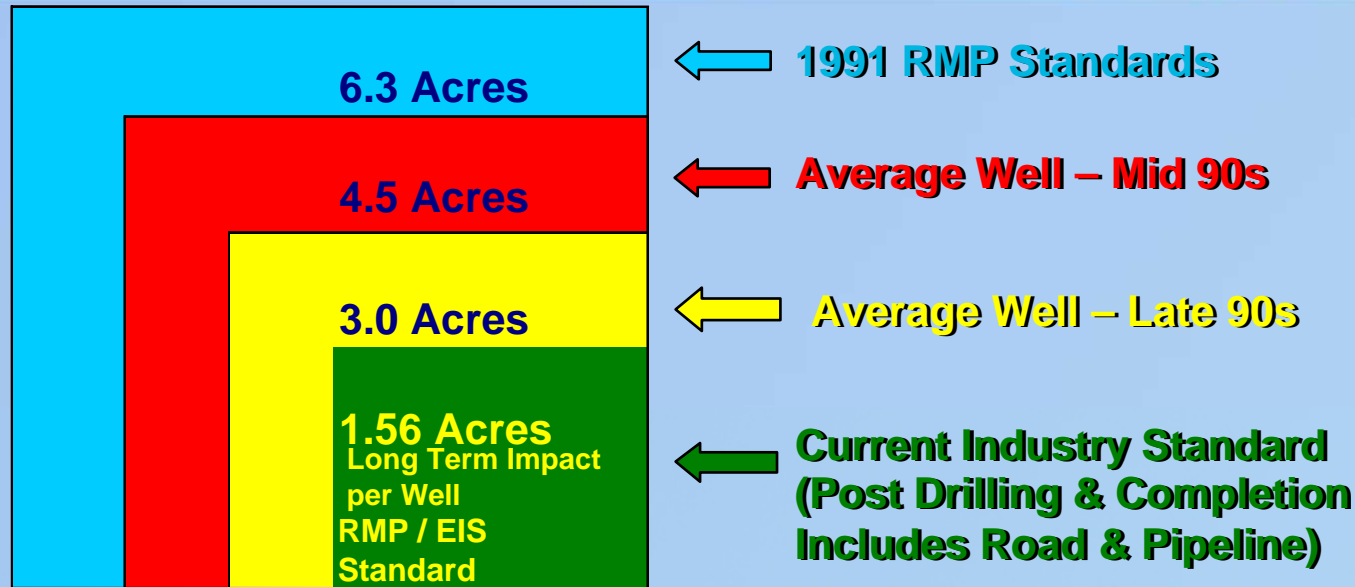 6.3 Acres
1991 RMP Standards
4.5 Acres
Average Well – Mid 90s
3.0 Acres
Average Well – Late 90s
1.56 Acres
Long Term Impact
per Well
RMP / EIS
Standard
Current Industry Standard
(Post Drilling & Completion
Includes Road & Pipeline)